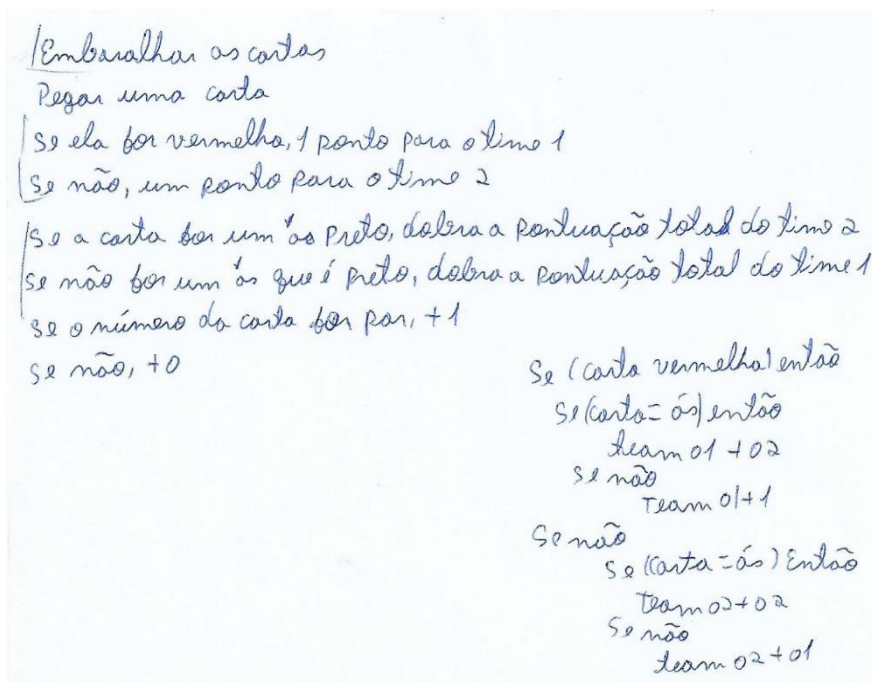 Embaralhar as cartas
Pegar uma carta
Se ela for vermelha, 1 ponto para o time 1
Se não, um ponto para o time 2
Se a carta for um ás Preto, dobra a pontuação total do time 2
Se não for um ás que é preto, dobra a pontuação total do time 1
Se o número da carta for par, +1
Se não, +0
Se (carta vermelha) então
Se (carta = ás) então
team 01 + 02
Se não
Team 01+1
Se não
Se (Carta = ás) Então
Team 02+02
Se não
team 02+01